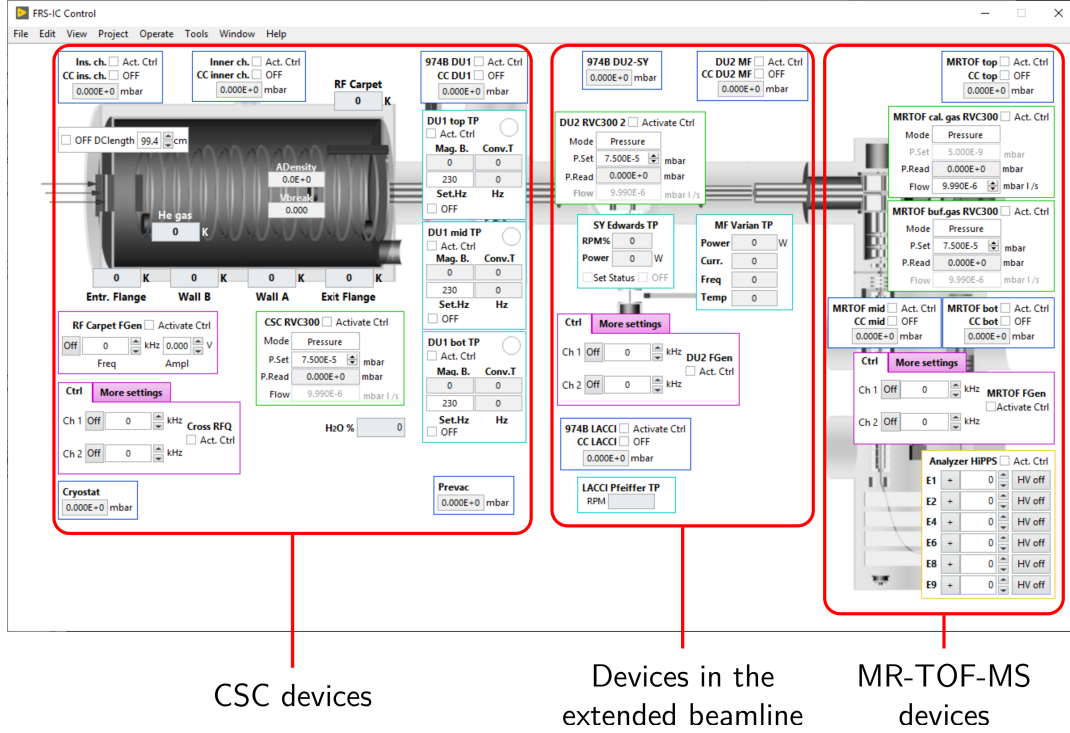 FRS-IC Control
File Edit View Project Operate Tools Window Help
Ins. ch. Act. Ctrl
CC ins. ch. OFF
0.000E+0 mbar
Inner ch. Act. Ctrl
CC inner ch. OFF
0.000E+0 mbar
RF Carpet
0 K
974B DU1 Act. Ctrl
CC DU1 OFF
0.000E+0 mbar
OFF DClength 99.4 cm
ADensity
0.0E+0
Vbreak
0.000
He gas
0 K
0 K 0 K 0 K 0 K
Entr. Flange Wall B Wall A Exit Flange
DU1 top TP
Act. Ctrl
Mag. B. Conv.T
0 0
230 0
Set.Hz Hz
OFF
DU1 mid TP
Act. Ctrl
Mag. B. Conv.T
0 0
230 0
Set.Hz Hz
OFF
DU1 bot TP
Act. Ctrl
Mag. B. Conv.T
0 0
230 0
Set.Hz Hz
OFF
RF Carpet FGen Activate Ctrl
Off 0 kHz 0.000 V
Freq Ampl
CSC RVC300 Activate Ctrl
Mode Pressure
P.Set 7.500E-5 mbar
P.Read 0.000E+0 mbar
Flow 9.990E-6 mbar l /s
Ctrl More settings
Ch 1 Off 0 kHz
Cross RFQ
Act. Ctrl
Ch 2 Off 0 kHz
H2O % 0
Cryostat
0.000E+0 mbar
Prevac
0.000E+0 mbar
974B DU2-SY
0.000E+0 mbar
DU2 MF Act. Ctrl
CC DU2 MF OFF
0.000E+0 mbar
DU2 RVC300 2 Activate Ctrl
Mode Pressure
P.Set 7.500E-5 mbar
P.Read 0.000E+0 mbar
Flow 9.990E-6 mbar l /s
SY Edwards TP
RPM% 0
Power 0 W
Set Status OFF
MF Varian TP
Power 0 W
Curr. 0
Freq 0
Temp 0
Ctrl More settings
Ch 1 Off 0 kHz
DU2 FGen
Act. Ctrl
Ch 2 Off 0 kHz
974B LACCI Activate Ctrl
CC LACCI OFF
0.000E+0 mbar
LACCI Pfeiffer TP
RPM
MRTOF top Act. Ctrl
CC top OFF
0.000E+0 mbar
MRTOF cal. gas RVC300 Act. Ctrl
Mode Pressure
P.Set 5.000E-9 mbar
P.Read 0.000E+0 mbar
Flow 9.990E-6 mbar l /s
MRTOF buf.gas RVC300 Act. Ctrl
Mode Pressure
P.Set 7.500E-5 mbar
P.Read 0.000E+0 mbar
Flow 9.990E-6 mbar l /s
MRTOF mid Act. Ctrl
CC mid OFF
0.000E+0 mbar
MRTOF bot Act. Ctrl
CC bot OFF
0.000E+0 mbar
Ctrl More settings
Ch 1 Off 0 kHz
MRTOF FGen
Activate Ctrl
Ch 2 Off 0 kHz
Analyzer HiPPS Act. Ctrl
E1 + 0 HV off
E2 + 0 HV off
E4 + 0 HV off
E6 + 0 HV off
E8 + 0 HV off
E9 + 0 HV off
CSC devices
Devices in the
extended beamline
MR-TOF-MS
devices